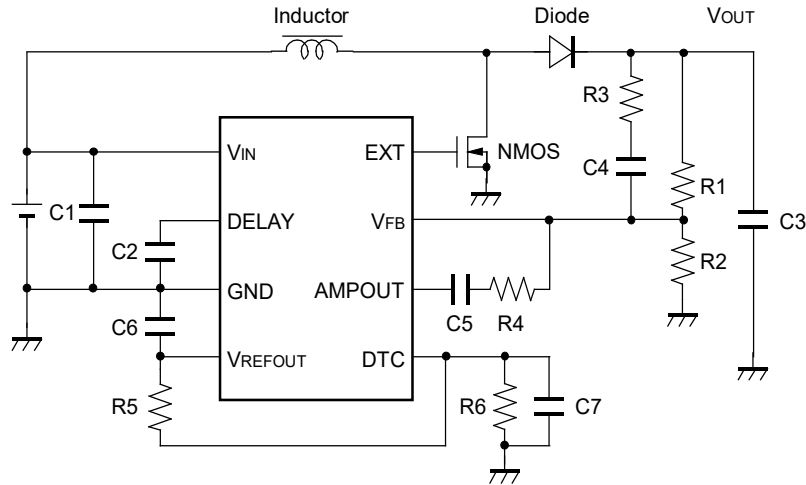 Inductor
Diode
VOUT
R3
VIN
EXT
NMOS
C4
R1
C1
DELAY
VFB
C3
C2
R2
GND
AMPOUT
C5
R4
C6
VREFOUT
DTC
R5
R6
C7